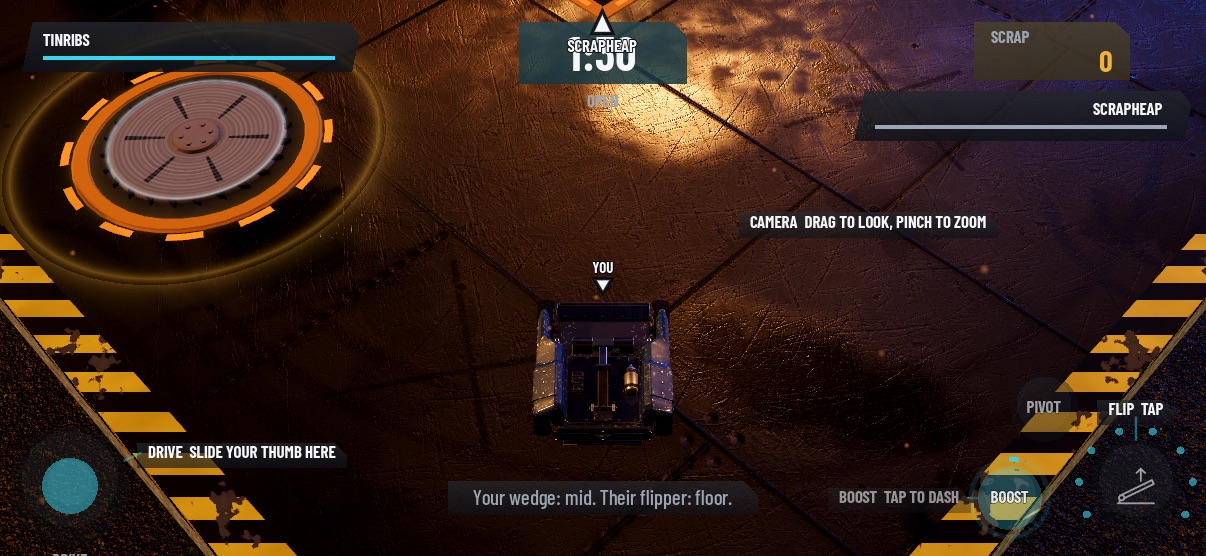 TINRIBS
SCRAPHEAP
1:30
OPEN
SCRAP
0
SCRAPHEAP
CAMERA DRAG TO LOOK, PINCH TO ZOOM
YOU
PIVOT
FLIP TAP
DRIVE SLIDE YOUR THUMB HERE
Your wedge: mid. Their flipper: floor.
BOOST TAP TO DASH
BOOST
DRIVE